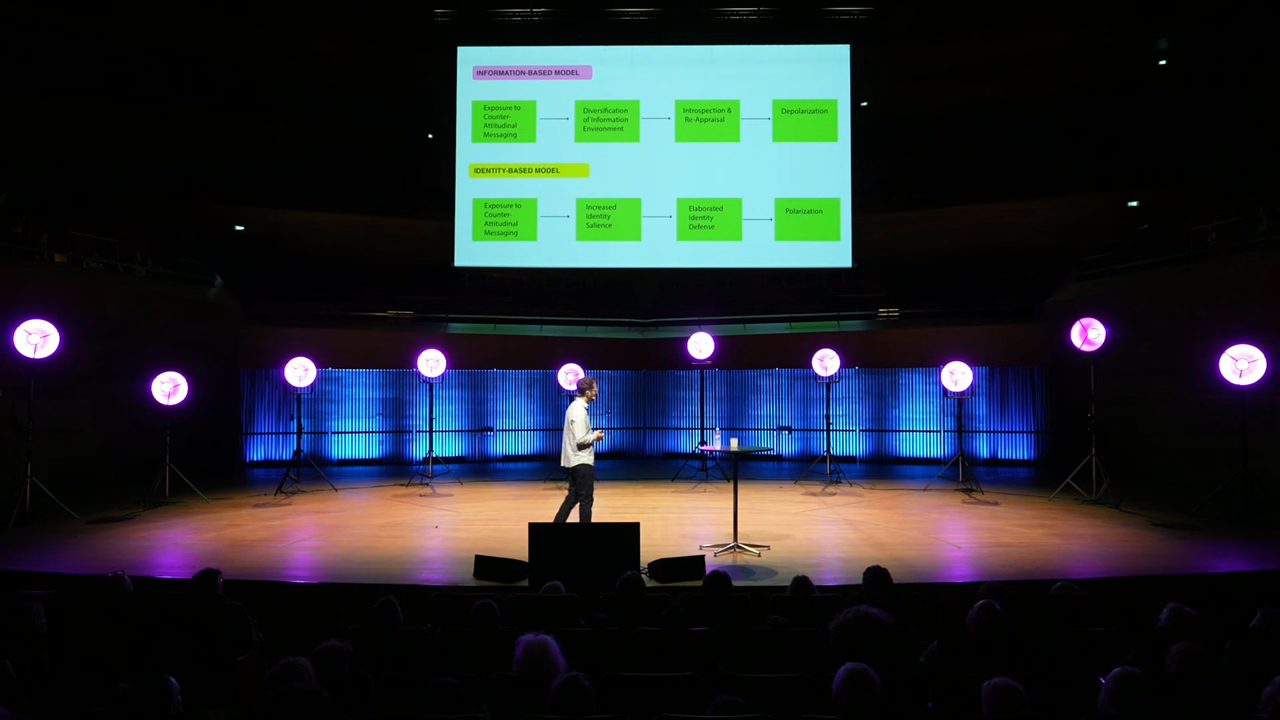 INFORMATION-BASED MODEL
Exposure to
Counter-
Attitudinal
Messaging
Diversification
of Information
Environment
Introspection &
Re-Appraisal
Depolarization
IDENTITY-BASED MODEL
Exposure to
Counter-
Attitudinal
Messaging
Increased
Identity
Salience
Elaborated
Identity
Defense
Polarization